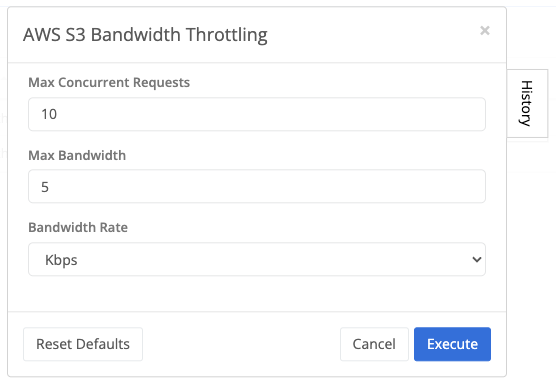 AWS S3 Bandwidth Throttling
×
Max Concurrent Requests
10
Max Bandwidth
5
Bandwidth Rate
Kbps
Reset Defaults
Cancel
Execute
History